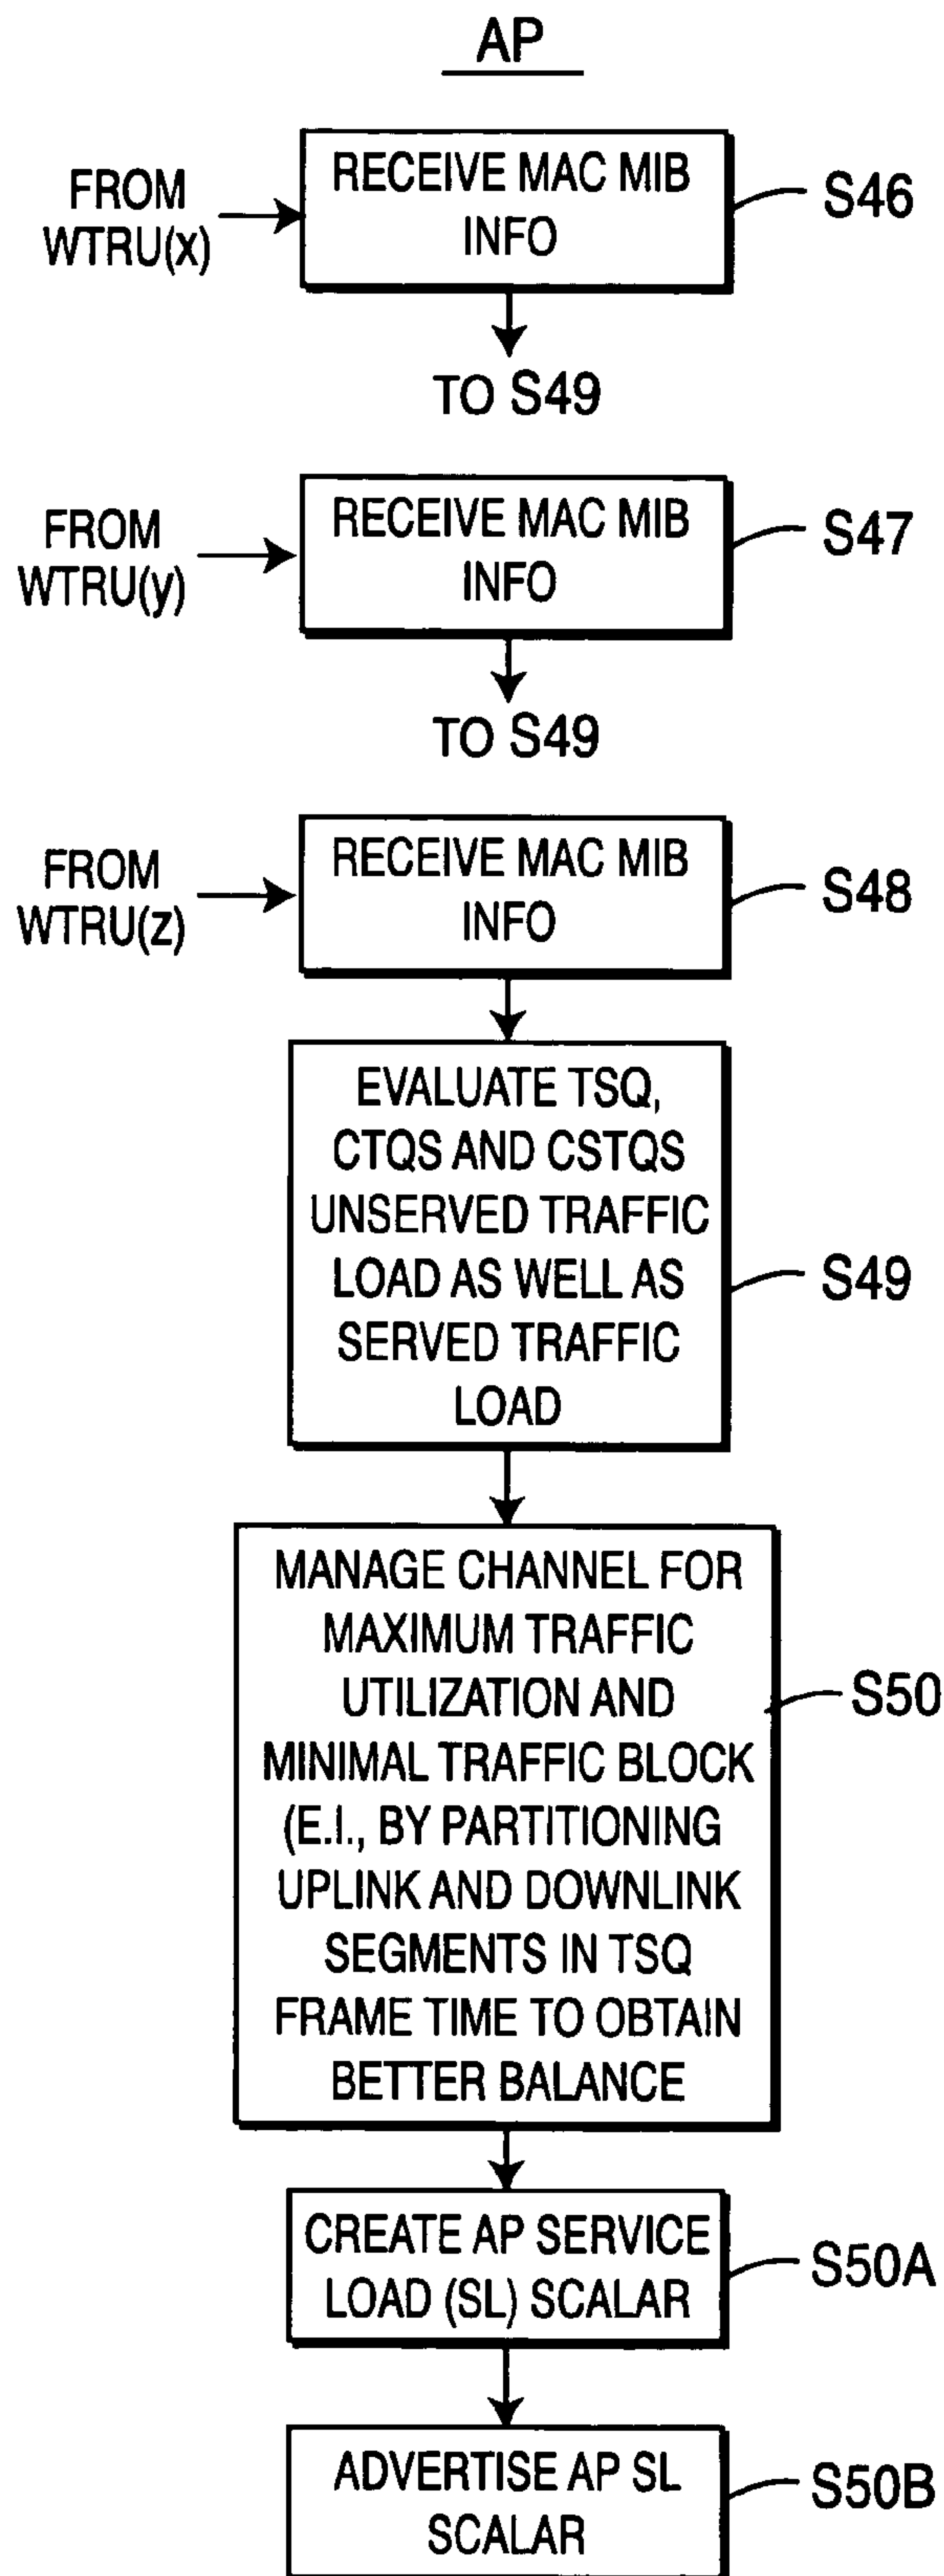 AP
FROM
WTRU(x)
RECEIVE MAC MIB
INFO
S46
TO S49
FROM
WTRU(y)
RECEIVE MAC MIB
INFO
S47
TO S49
FROM
WTRU(z)
RECEIVE MAC MIB
INFO
S48
EVALUATE TSQ,
CTQS AND CSTQS
UNSERVED TRAFFIC
LOAD AS WELL AS
SERVED TRAFFIC
LOAD
S49
MANAGE CHANNEL FOR
MAXIMUM TRAFFIC
UTILIZATION AND
MINIMAL TRAFFIC BLOCK
(E.I., BY PARTITIONING
UPLINK AND DOWNLINK
SEGMENTS IN TSQ
FRAME TIME TO OBTAIN
BETTER BALANCE
S50
CREATE AP SERVICE
LOAD (SL) SCALAR
S50A
ADVERTISE AP SL
SCALAR
S50B